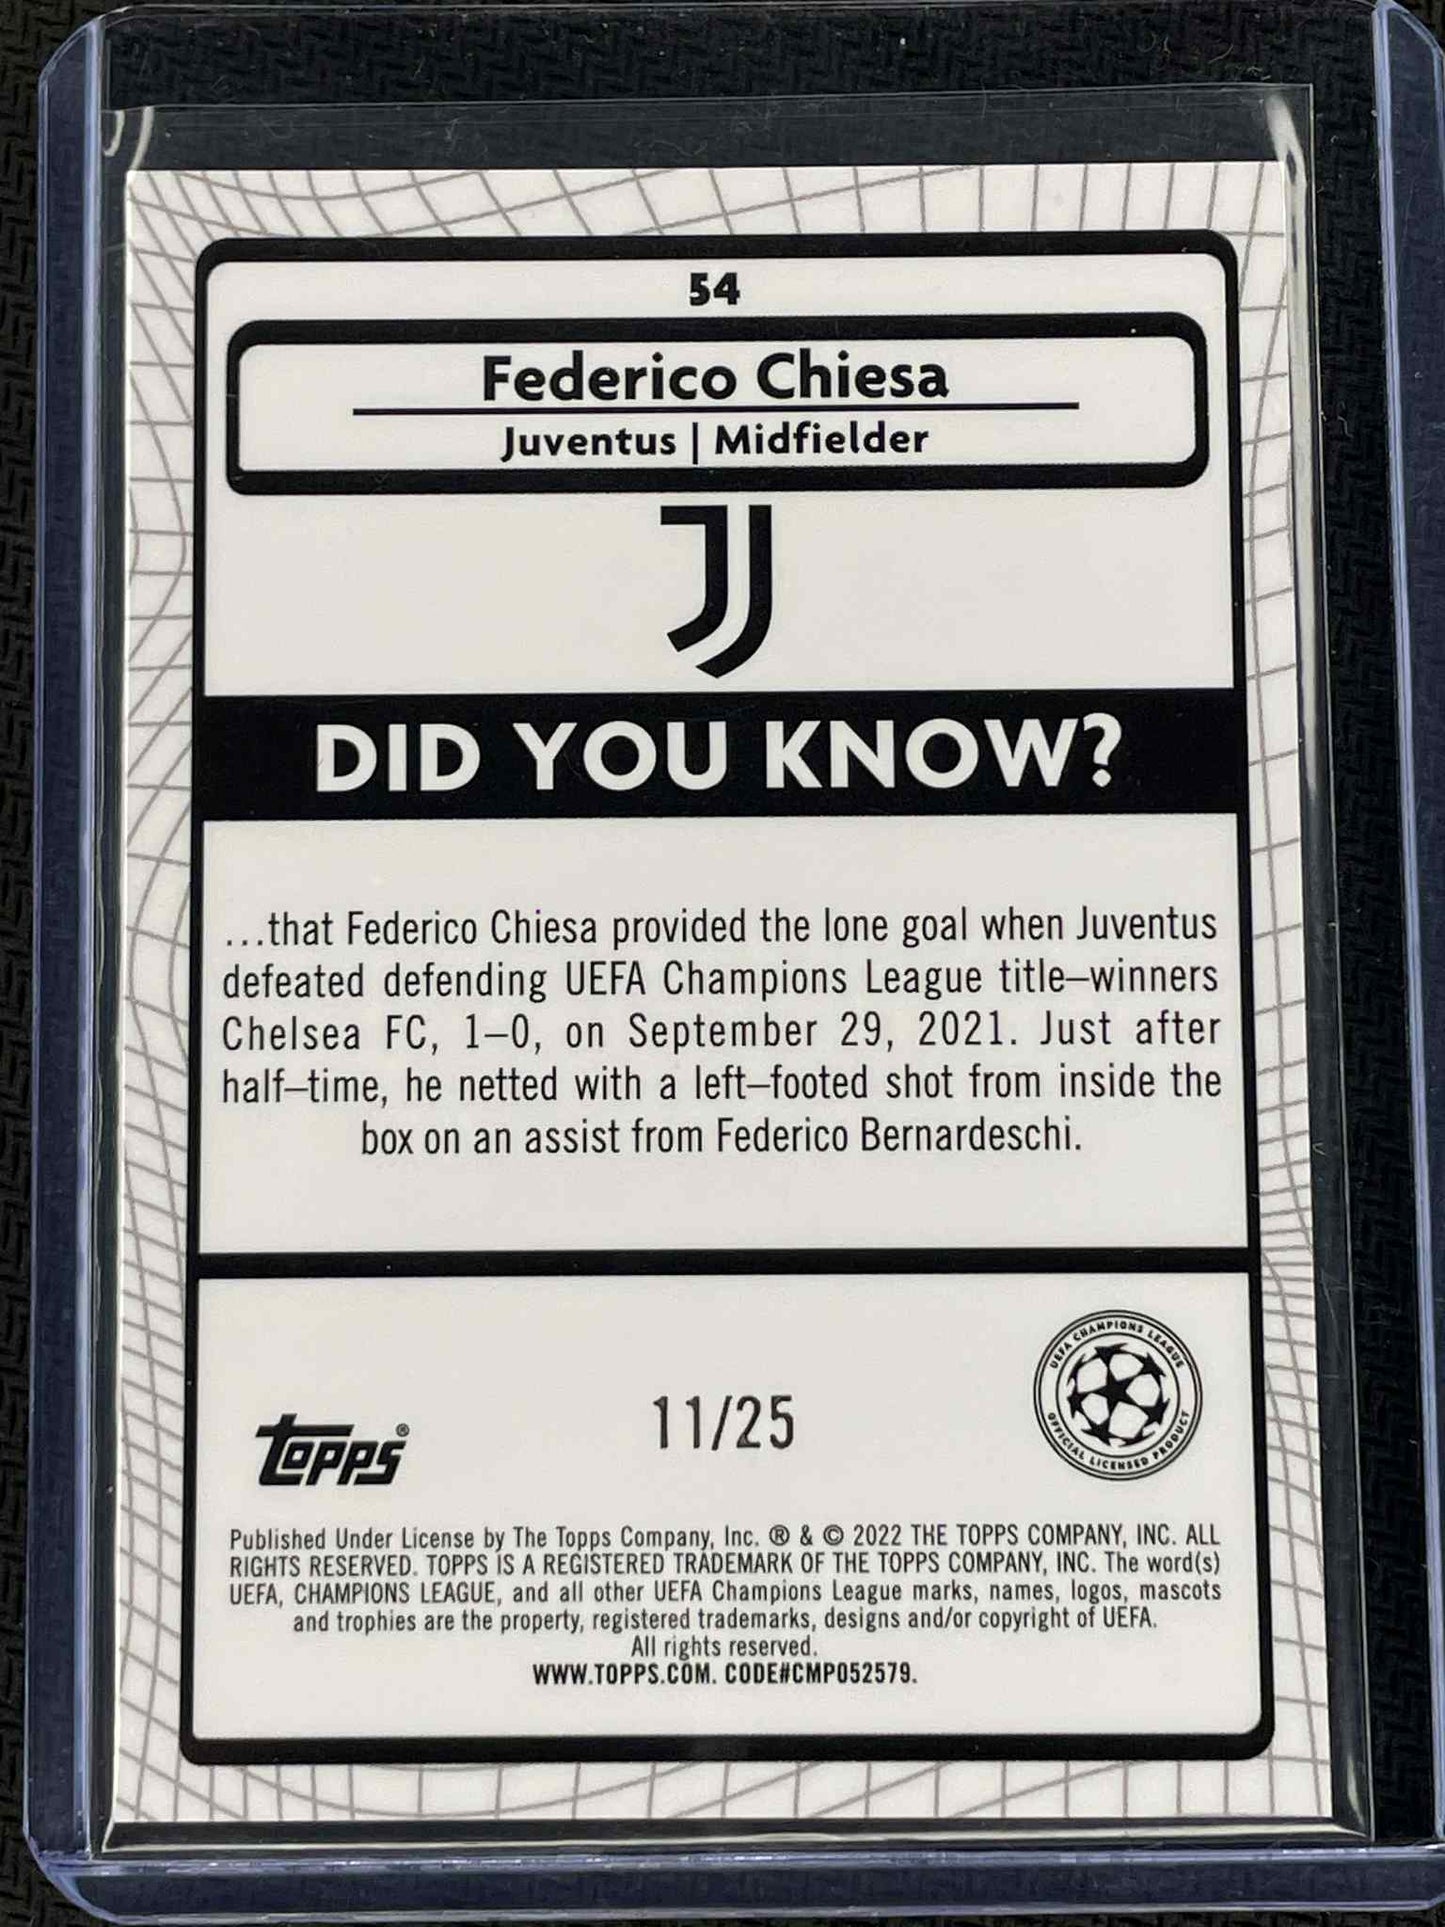 54
Federico Chiesa
Juventus | Midfielder
DID YOU KNOW?
...that Federico Chiesa provided the lone goal when Juventus
defeated defending UEFA Champions League title–winners
Chelsea FC, 1–0, on September 29, 2021. Just after
half–time, he netted with a left–footed shot from inside the
box on an assist from Federico Bernardeschi.
UEFA CHAMPIONS LEAGUE
OFFICIAL LICENSED PRODUCT
topps®
11/25
Published Under License by The Topps Company, Inc. ® & © 2022 THE TOPPS COMPANY, INC. ALL
RIGHTS RESERVED. TOPPS IS A REGISTERED TRADEMARK OF THE TOPPS COMPANY, INC. The word(s)
UEFA, CHAMPIONS LEAGUE, and all other UEFA Champions League marks, names, logos, mascots
and trophies are the property, registered trademarks, designs and/or copyright of UEFA.
All rights reserved.
WWW.TOPPS.COM. CODE#CMP052579.